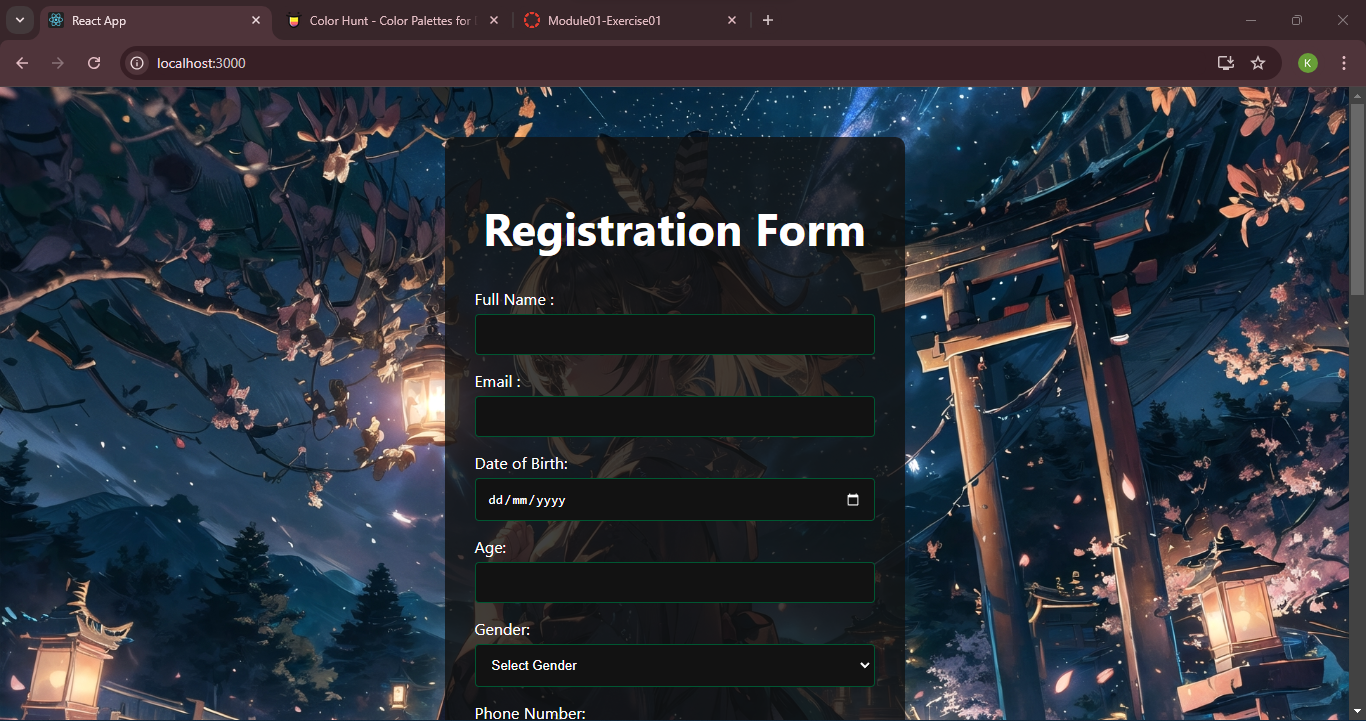 React App
Color Hunt - Color Palettes for
Module01-Exercise01
localhost:3000
K
Registration Form
Full Name :
Email :
Date of Birth:
dd/mm/yyyy
Age:
Gender:
Select Gender
Phone Number: